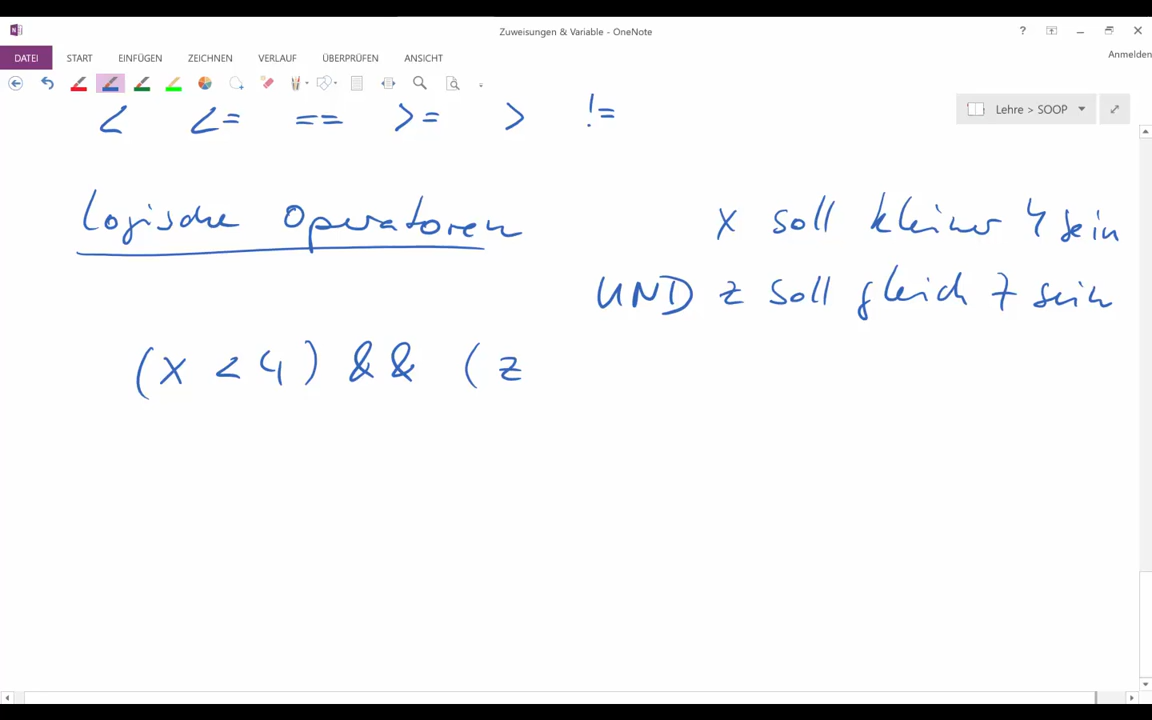 Zuweisungen & Variable - OneNote
?
Anmelden
DATEI START EINFÜGEN ZEICHNEN VERLAUF ÜBERPRÜFEN ANSICHT
Lehre > SOOP
< <= == >= > !=
Logische Operatoren
x soll kleiner 4 sein
UND z soll gleich 7 sein
(x < 4) && (z